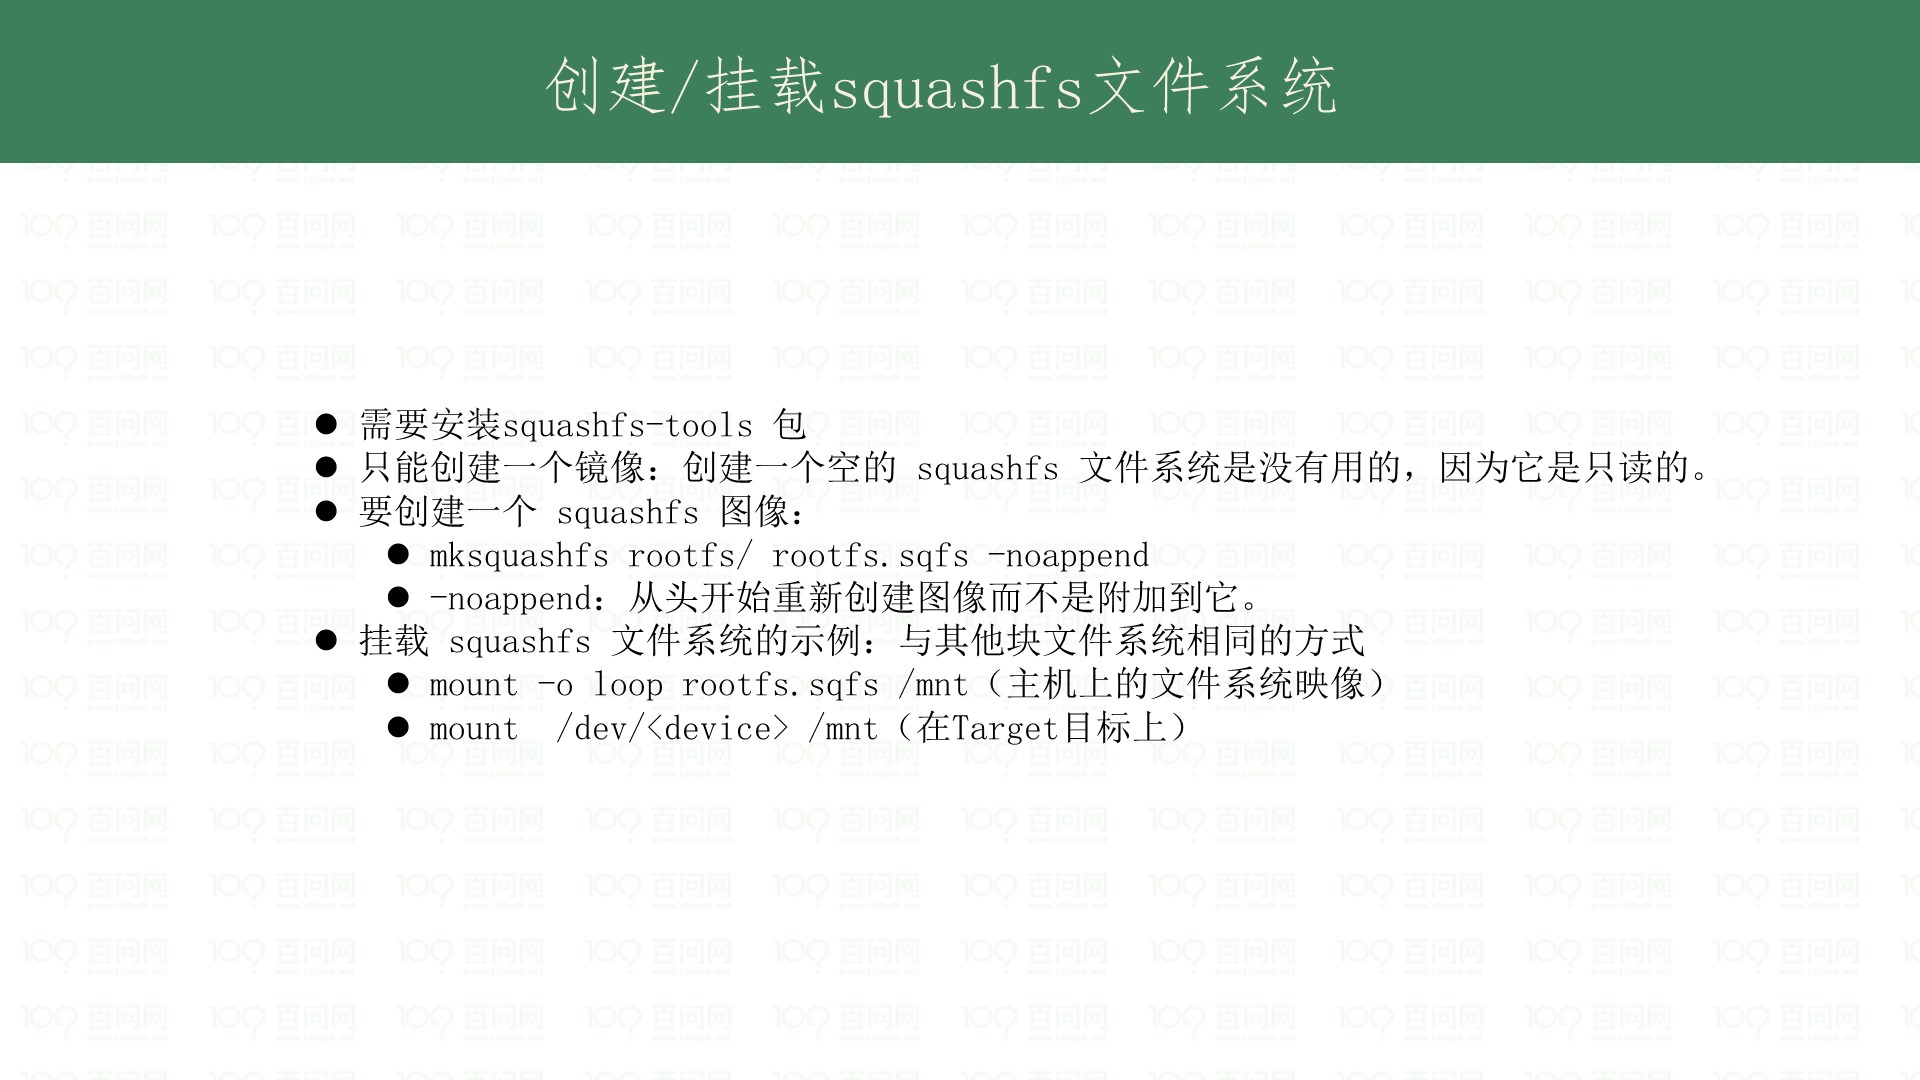 创建/挂载squashfs文件系统
● 需要安装squashfs-tools 包
● 只能创建一个镜像：创建一个空的 squashfs 文件系统是没有用的，因为它是只读的。
● 要创建一个 squashfs 图像：
● mksquashfs rootfs/ rootfs.sqfs -noappend
● -noappend：从头开始重新创建图像而不是附加到它。
● 挂载 squashfs 文件系统的示例：与其他块文件系统相同的方式
● mount -o loop rootfs.sqfs /mnt（主机上的文件系统映像）
● mount  /dev/<device> /mnt（在Target目标上）